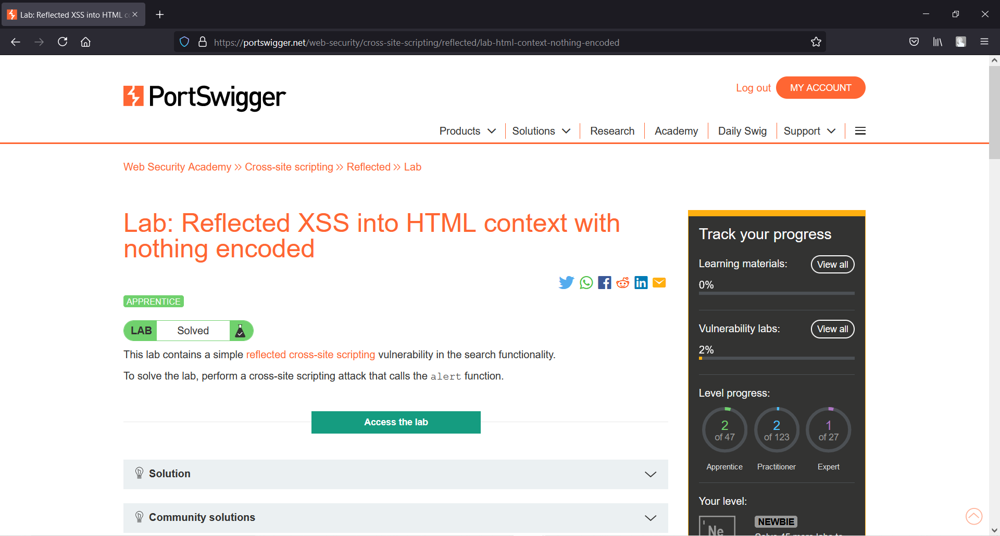 Lab: Reflected XSS into HTML co
https://portswigger.net/web-security/cross-site-scripting/reflected/lab-html-context-nothing-encoded
PortSwigger
Log out
MY ACCOUNT
Products
Solutions
Research
Academy
Daily Swig
Support
Web Security Academy » Cross-site scripting » Reflected » Lab
Lab: Reflected XSS into HTML context with
nothing encoded
APPRENTICE
LAB
Solved
This lab contains a simple reflected cross-site scripting vulnerability in the search functionality.
To solve the lab, perform a cross-site scripting attack that calls the alert function.
Access the lab
Solution
Community solutions
Track your progress
Learning materials:
View all
0%
Vulnerability labs:
View all
2%
Level progress:
2
of 47
2
of 123
1
of 27
Apprentice
Practitioner
Expert
Your level:
Ne
NEWBIE